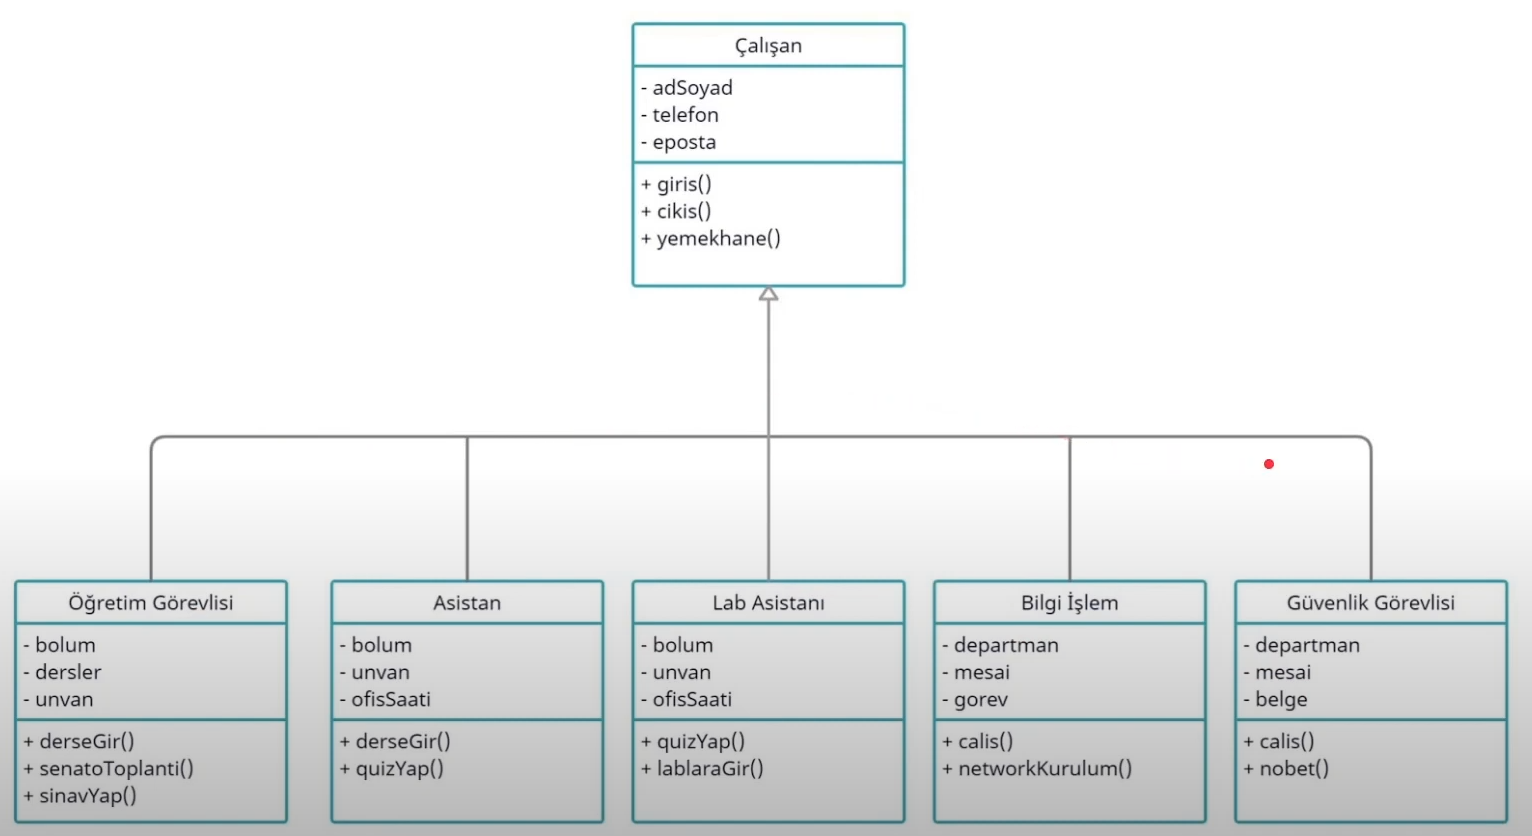 Çalışan
- adSoyad
- telefon
- eposta
+ giris()
+ cikis()
+ yemekhane()
Öğretim Görevlisi
- bolum
- dersler
- unvan
+ derseGir()
+ senatoToplanti()
+ sinavYap()
Asistan
- bolum
- unvan
- ofisSaati
+ derseGir()
+ quizYap()
Lab Asistanı
- bolum
- unvan
- ofisSaati
+ quizYap()
+ lablaraGir()
Bilgi İşlem
- departman
- mesai
- gorev
+ calis()
+ networkKurulum()
Güvenlik Görevlisi
- departman
- mesai
- belge
+ calis()
+ nobet()